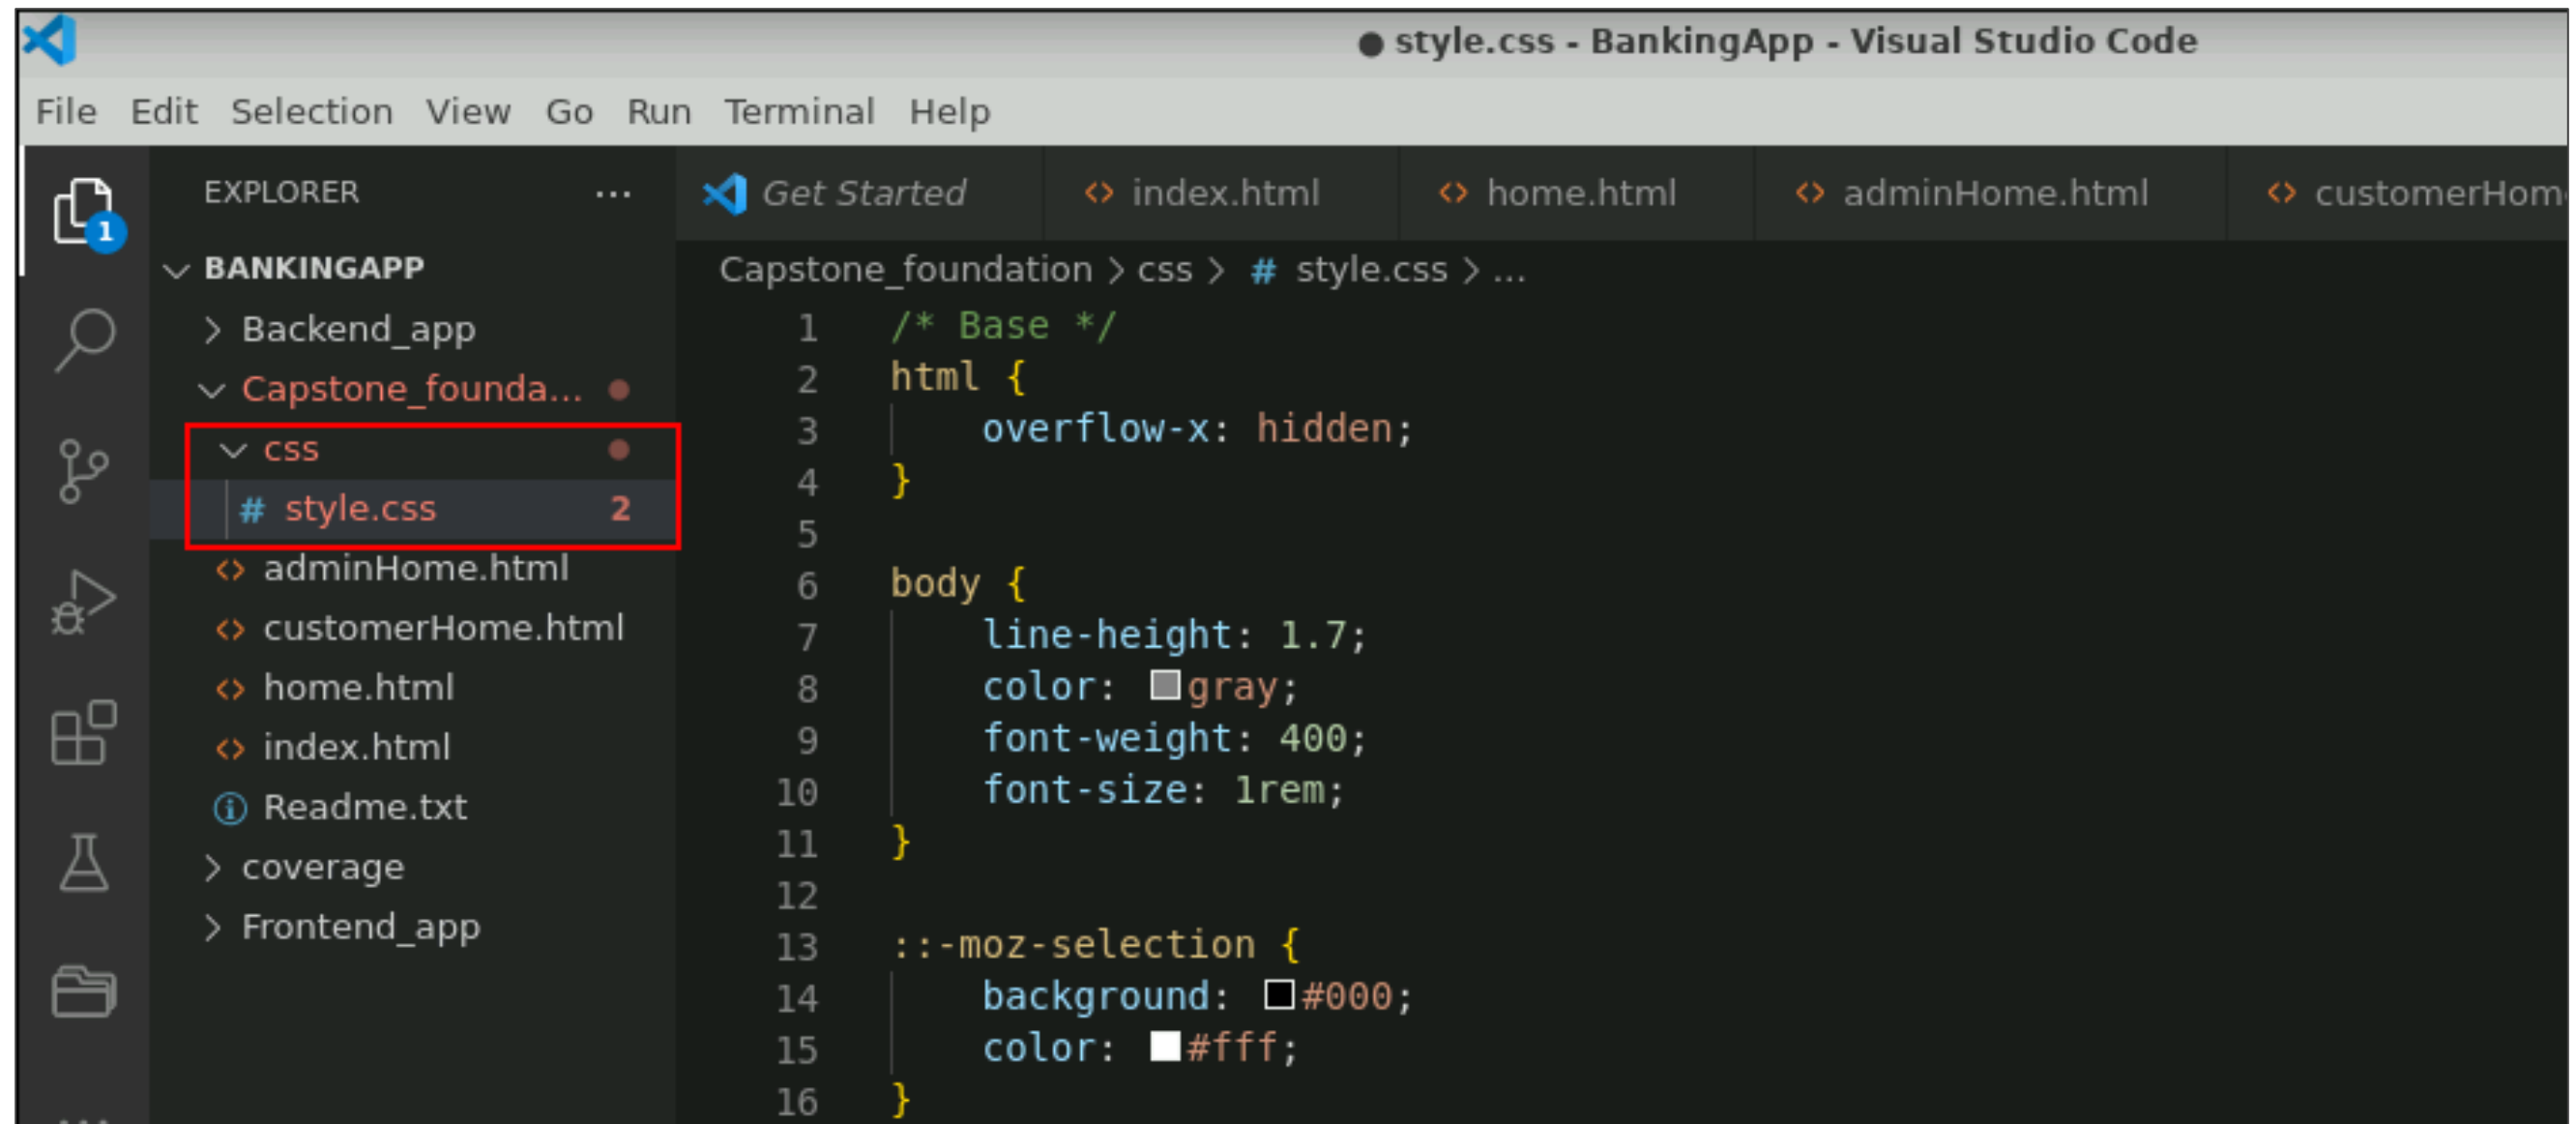 ● style.css - BankingApp - Visual Studio Code
File Edit Selection View Go Run Terminal Help
1
EXPLORER ...
BANKINGAPP
Backend_app
Capstone_founda...
css
# style.css 2
adminHome.html
customerHome.html
home.html
index.html
Readme.txt
coverage
Frontend_app
Get Started index.html home.html adminHome.html customerHom
Capstone_foundation > css > # style.css > ...
1 /* Base */
2 html {
3 overflow-x: hidden;
4 }
5
6 body {
7 line-height: 1.7;
8 color: gray;
9 font-weight: 400;
10 font-size: 1rem;
11 }
12
13 ::-moz-selection {
14 background: #000;
15 color: #fff;
16 }